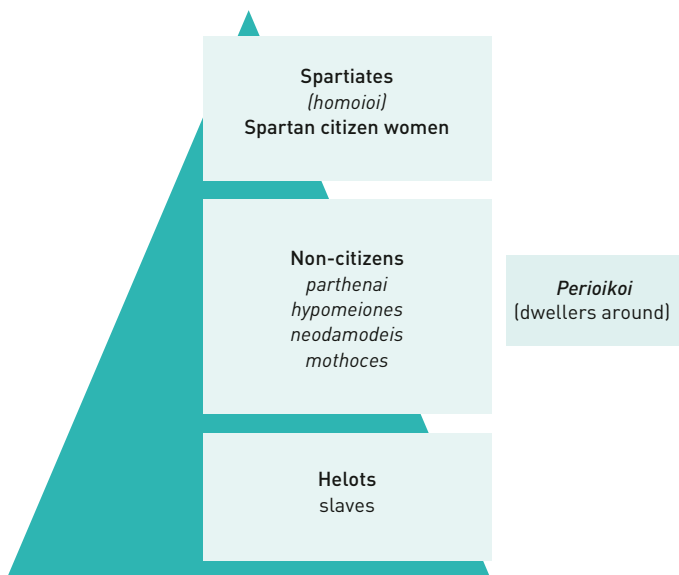 Spartiates
(homoioi)
Spartan citizen women
Non-citizens
parthenai
hypomeiones
neodamodeis
mothoces
Perioikoi
(dwellers around)
Helots
slaves